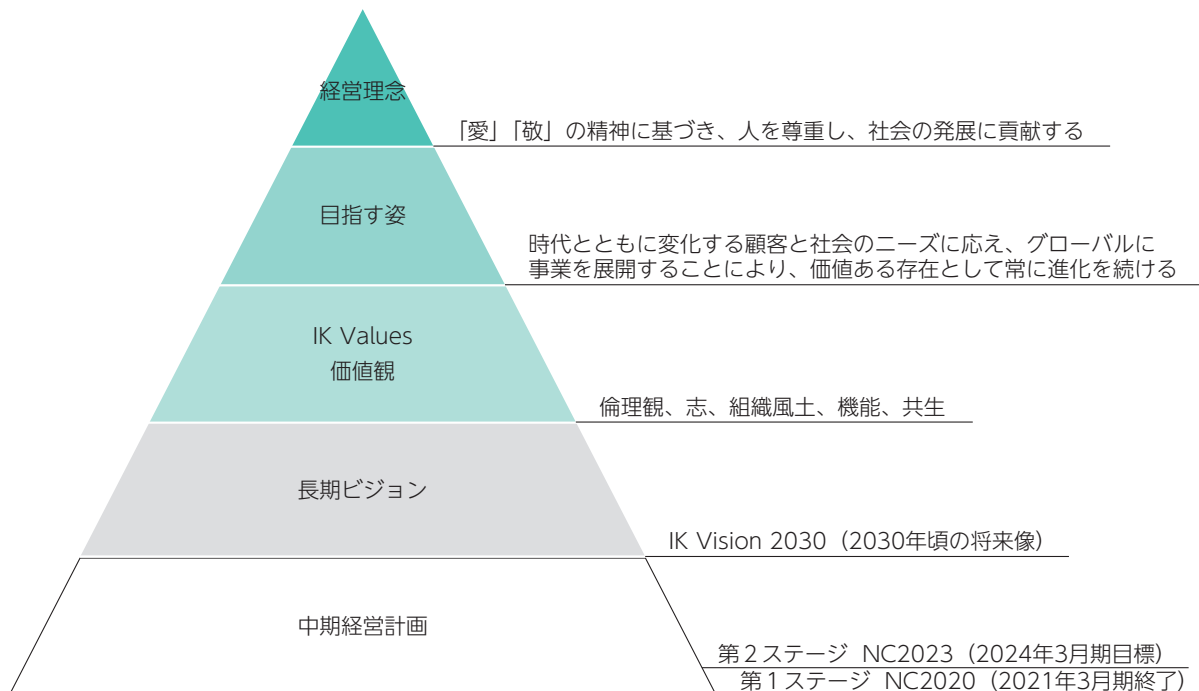 経営理念
「愛」「敬」の精神に基づき、人を尊重し、社会の発展に貢献する
目指す姿
時代とともに変化する顧客と社会のニーズに応え、グローバルに
事業を展開することにより、価値ある存在として常に進化を続ける
IK Values
価値観
倫理観、志、組織風土、機能、共生
長期ビジョン
IK Vision 2030（2030年頃の将来像）
中期経営計画
第２ステージ NC2023（2024年3月期目標）
第１ステージ NC2020（2021年3月期終了）